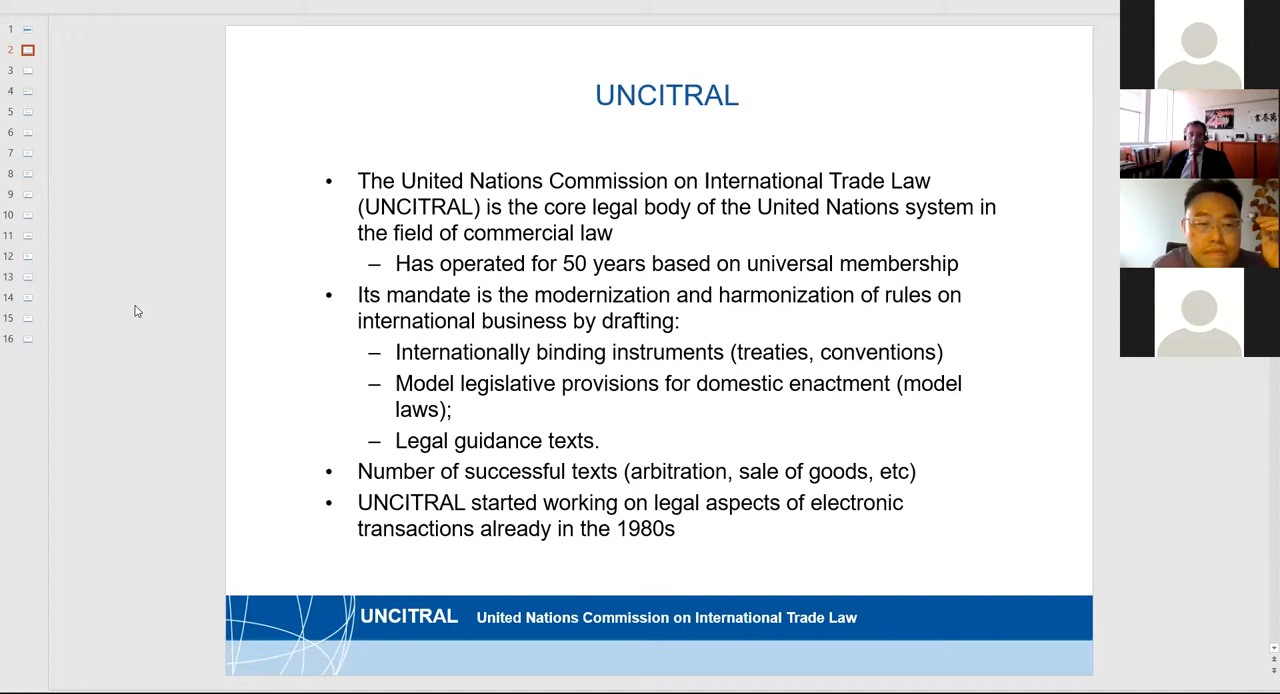 1
2
3
4
5
6
7
8
9
10
11
12
13
14
15
16
UNCITRAL
• The United Nations Commission on International Trade Law
(UNCITRAL) is the core legal body of the United Nations system in
the field of commercial law
– Has operated for 50 years based on universal membership
• Its mandate is the modernization and harmonization of rules on
international business by drafting:
– Internationally binding instruments (treaties, conventions)
– Model legislative provisions for domestic enactment (model
laws);
– Legal guidance texts.
• Number of successful texts (arbitration, sale of goods, etc)
• UNCITRAL started working on legal aspects of electronic
transactions already in the 1980s
UNCITRAL United Nations Commission on International Trade Law